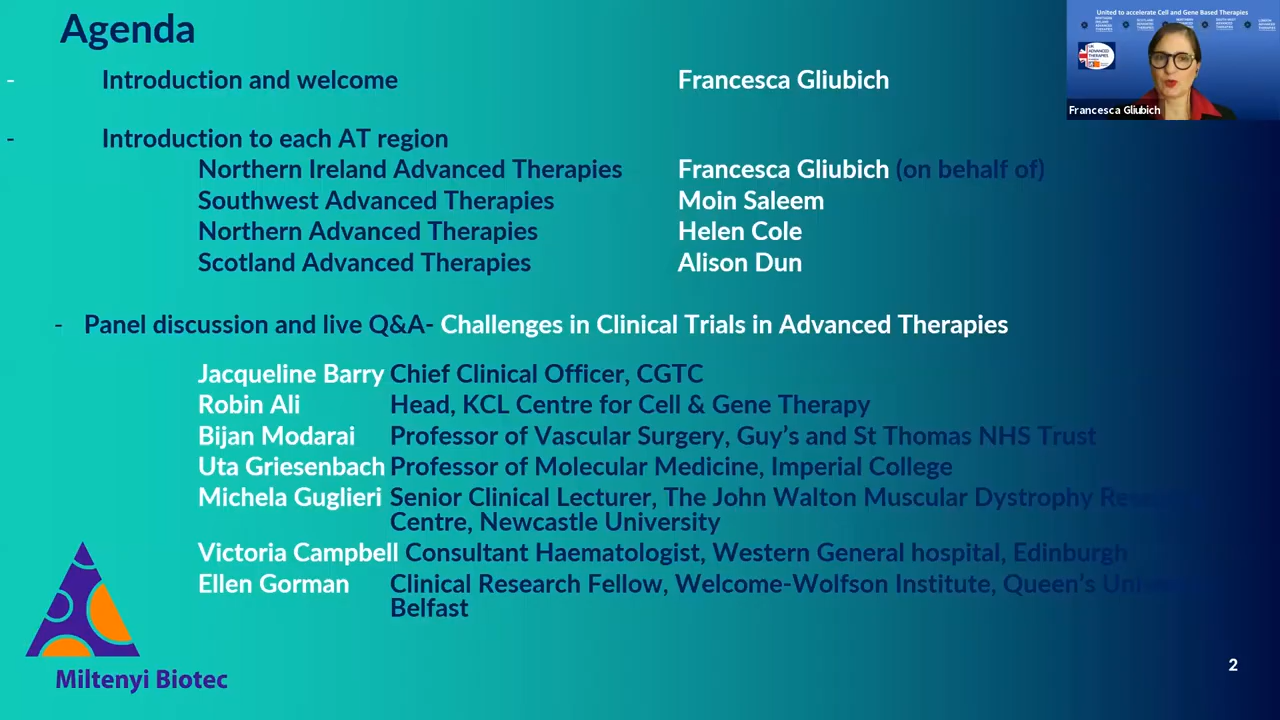 Agenda
- Introduction and welcome Francesca Gliubich
- Introduction to each AT region
Northern Ireland Advanced Therapies Francesca Gliubich (on behalf of)
Southwest Advanced Therapies Moin Saleem
Northern Advanced Therapies Helen Cole
Scotland Advanced Therapies Alison Dun
- Panel discussion and live Q&A- Challenges in Clinical Trials in Advanced Therapies
Jacqueline Barry Chief Clinical Officer, CGTC
Robin Ali Head, KCL Centre for Cell & Gene Therapy
Bijan Modarai Professor of Vascular Surgery, Guy's and St Thomas NHS Trust
Uta Griesenbach Professor of Molecular Medicine, Imperial College
Michela Guglieri Senior Clinical Lecturer, The John Walton Muscular Dystrophy
Centre, Newcastle University
Victoria Campbell Consultant Haematologist, Western General hospital, Edinburgh
Ellen Gorman Clinical Research Fellow, Welcome-Wolfson Institute, Queen's
Belfast
Miltenyi Biotec
2
United to accelerate Cell and Gene Based Therapies
Francesca Gliubich